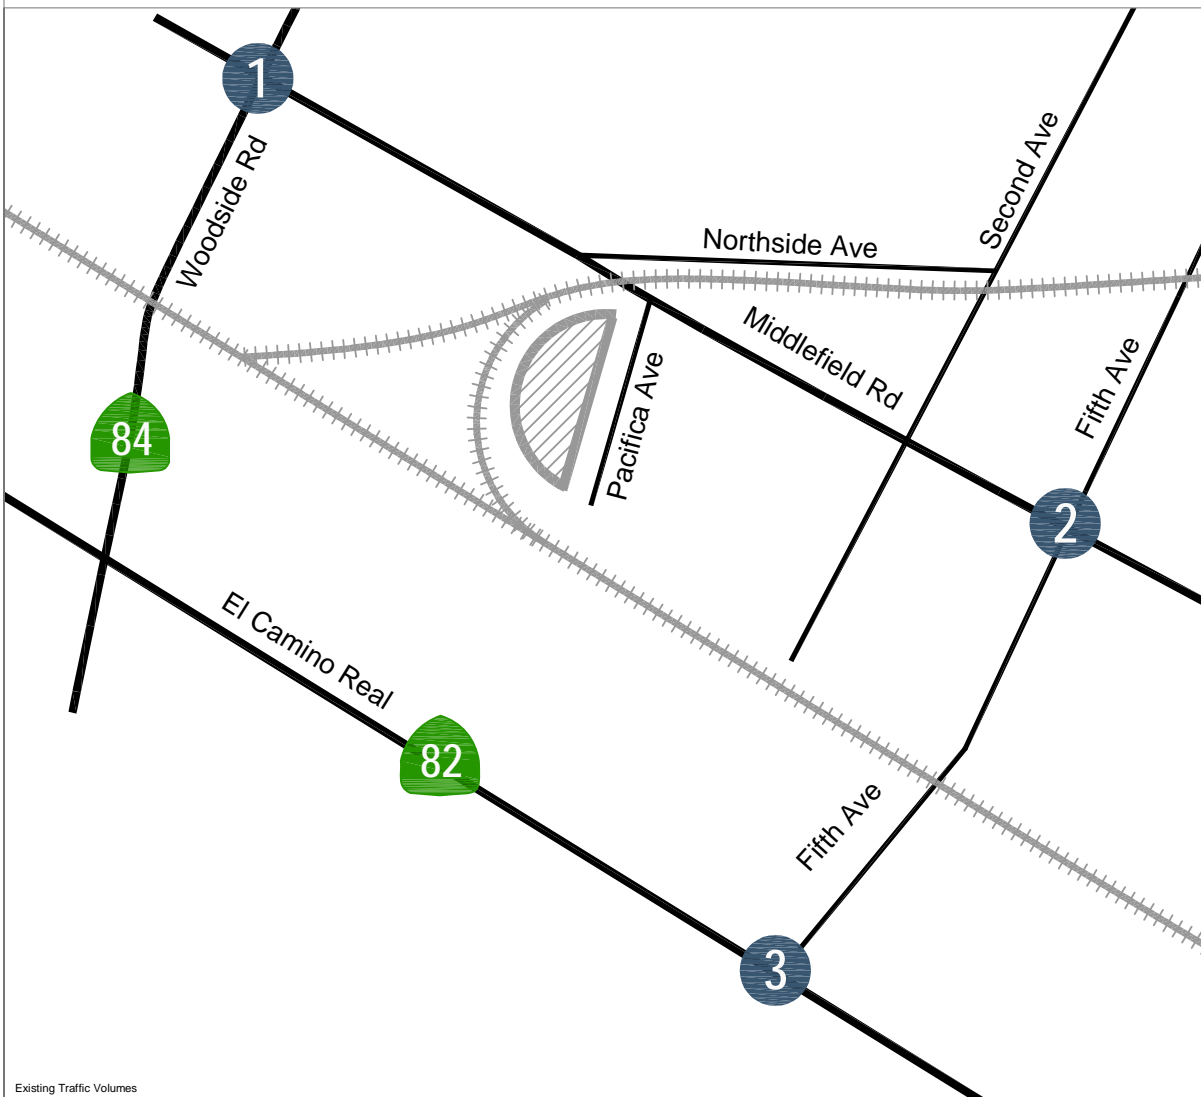 1
Woodside Rd
Second Ave
Northside Ave
Middlefield Rd
Fifth Ave
Pacifica Ave
84
2
El Camino Real
82
Fifth Ave
3
Existing Traffic Volumes